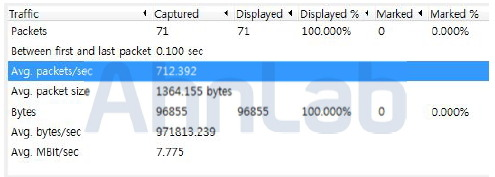 Traffic Captured Displayed Displayed % Marked Marked %
Packets 71 71 100.000% 0 0.000%
Between first and last packet 0.100 sec
Avg. packets/sec 712.392
Avg. packet size 1364.155 bytes
Bytes 96855 96855 100.000% 0 0.000%
Avg. bytes/sec 971813.239
Avg. MBit/sec 7.775
AhnLab